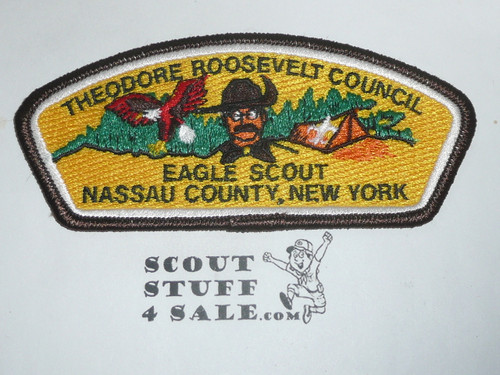 THEODORE ROOSEVELT COUNCIL
EAGLE SCOUT
NASSAU COUNTY, NEW YORK
SCOUT
STUFF
4 SALE.com